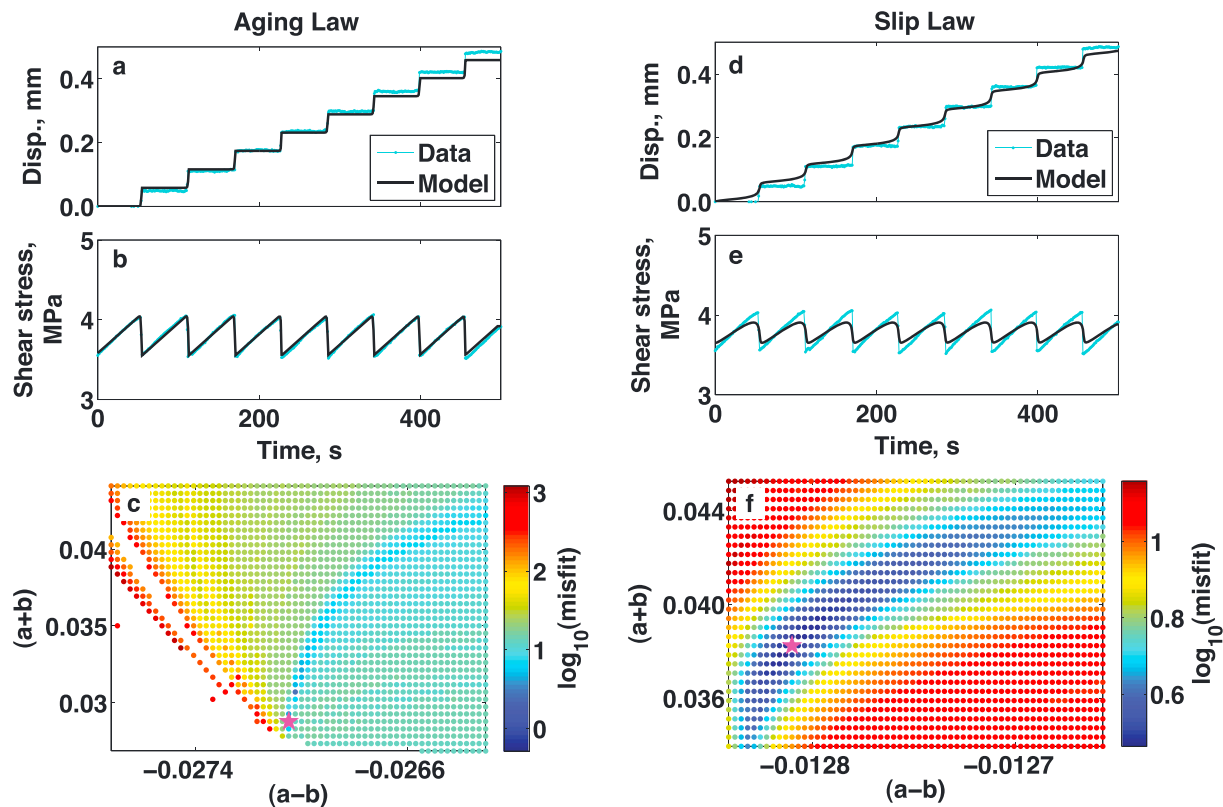 Aging Law
a
Disp., mm
0.4
0.2
0.0
Data
Model
b
Shear stress,
MPa
5
4
3
0
200
400
Time, s
c
(a+b)
0.04
0.035
0.03
−0.0274
−0.0266
(a−b)
3
2
1
0
log10(misfit)
Slip Law
d
Disp., mm
0.4
0.2
0.0
Data
Model
e
Shear stress,
MPa
5
4
3
0
200
400
Time, s
f
(a+b)
0.044
0.040
0.036
−0.0128
−0.0127
(a−b)
1
0.8
0.6
log10(misfit)